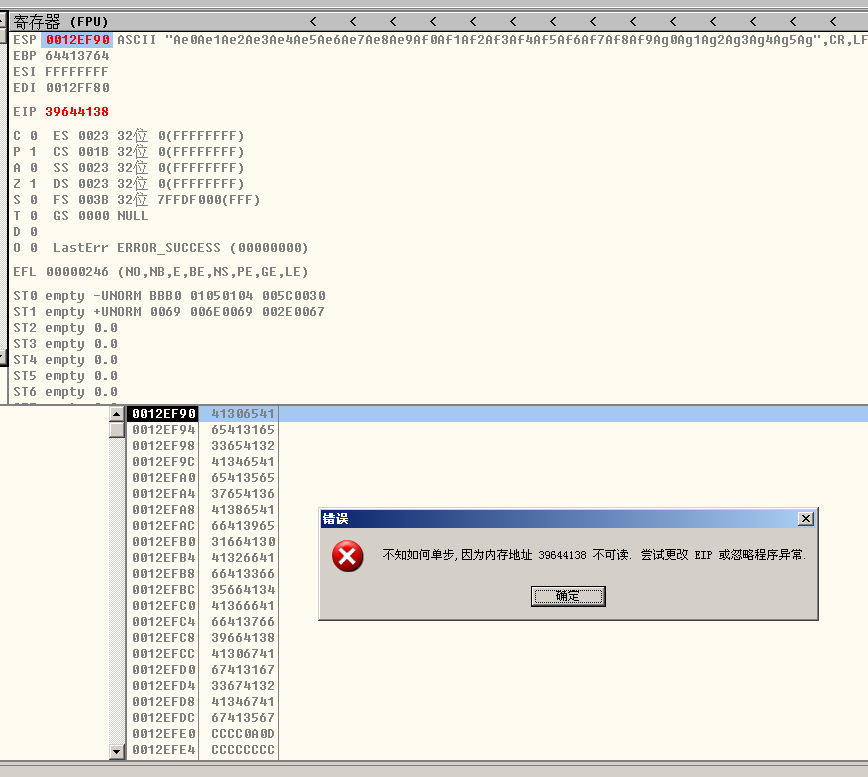 寄存器 (FPU) < < < < < < < < < < < < < <
ESP 0012EF90 ASCII "Ae0Ae1Ae2Ae3Ae4Ae5Ae6Ae7Ae8Ae9Af0Af1Af2Af3Af4Af5Af6Af7Af8Af9Ag0Ag1Ag2Ag3Ag4Ag5Ag",CR,LF
EBP 64413764
ESI FFFFFFFF
EDI 0012FF80
EIP 39644138
C 0 ES 0023 32位 0(FFFFFFFF)
P 1 CS 001B 32位 0(FFFFFFFF)
A 0 SS 0023 32位 0(FFFFFFFF)
Z 1 DS 0023 32位 0(FFFFFFFF)
S 0 FS 003B 32位 7FFDF000(FFF)
T 0 GS 0000 NULL
D 0
O 0 LastErr ERROR_SUCCESS (00000000)
EFL 00000246 (NO,NB,E,BE,NS,PE,GE,LE)
ST0 empty -UNORM BBB0 01050104 005C0030
ST1 empty +UNORM 0069 006E0069 002E0067
ST2 empty 0.0
ST3 empty 0.0
ST4 empty 0.0
ST5 empty 0.0
ST6 empty 0.0
0012EF90 41306541
0012EF94 65413165
0012EF98 33654132
0012EF9C 41346541
0012EFA0 65413565
0012EFA4 37654136
0012EFA8 41386541
0012EFAC 66413965
0012EFB0 31664130
0012EFB4 41326641
0012EFB8 66413366
0012EFBC 35664134
0012EFC0 41366641
0012EFC4 66413766
0012EFC8 39664138
0012EFCC 41306741
0012EFD0 67413167
0012EFD4 33674132
0012EFD8 41346741
0012EFDC 67413567
0012EFE0 CCCC0A0D
0012EFE4 CCCCCCCC
错误
不知如何单步,因为内存地址 39644138 不可读. 尝试更改 EIP 或忽略程序异常.
确定